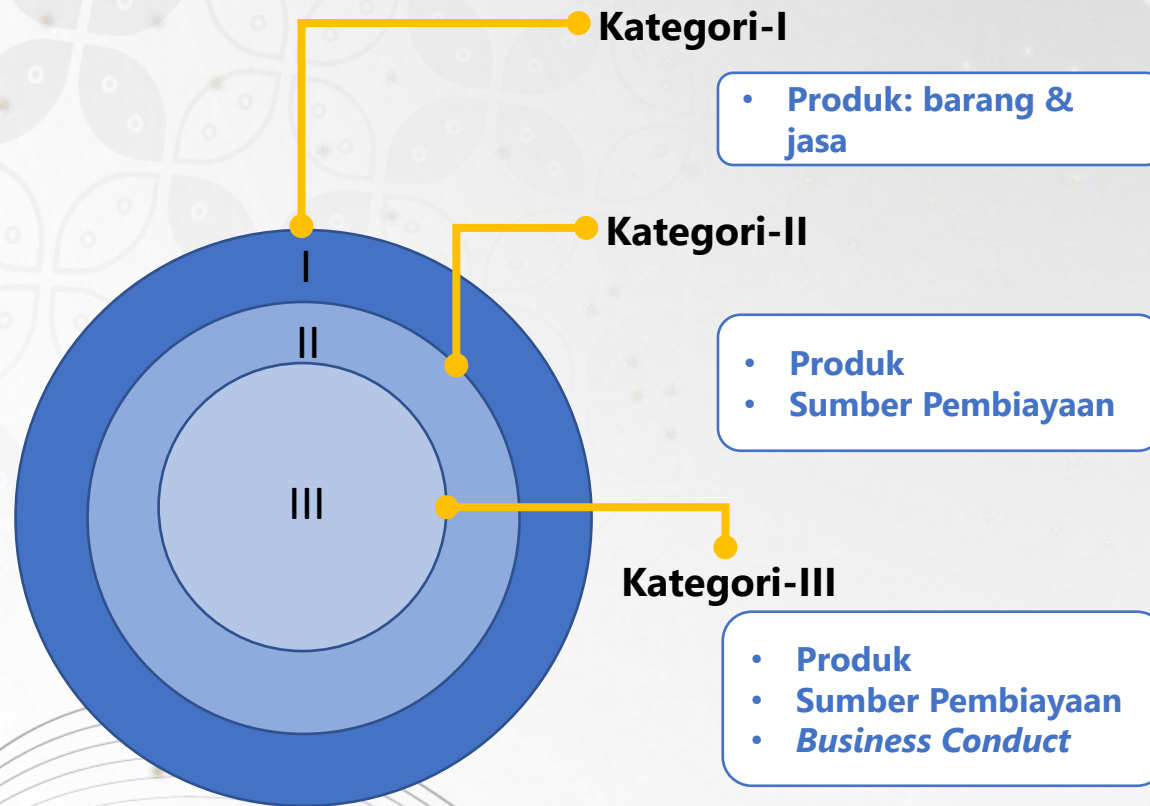 Kategori-I
• Produk: barang &
jasa
Kategori-II
I
II
• Produk
• Sumber Pembiayaan
III
Kategori-III
• Produk
• Sumber Pembiayaan
• Business Conduct